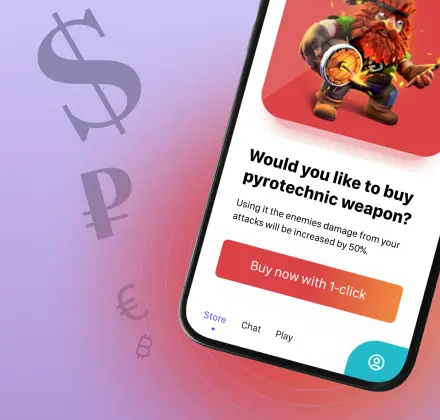 $
₽
€
₿
Would you like to buy
pyrotechnic weapon?
Using it the enemies damage from your
attacks will be increased by 50%.
Buy now with 1-click
Store Chat Play